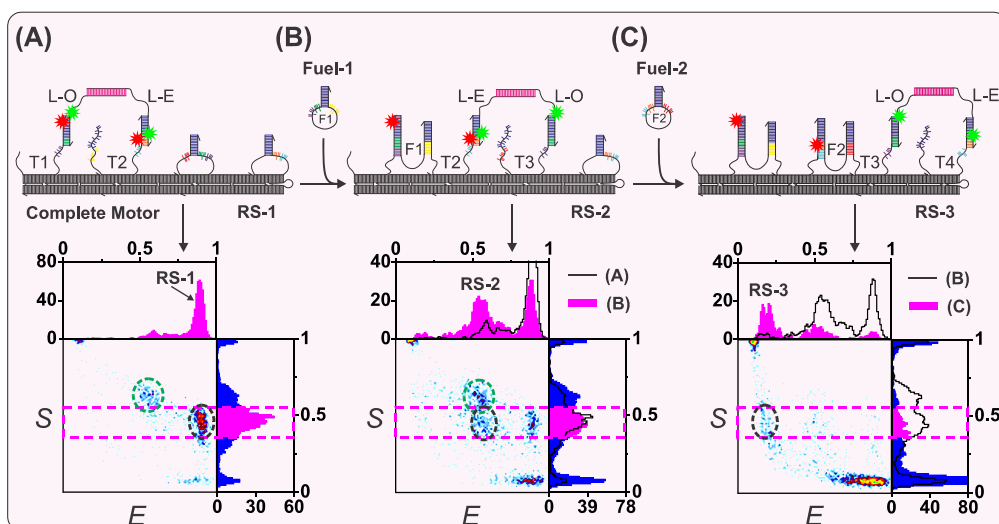 (A)
(B)
(C)
Fuel-1
Fuel-2
L-O
L-E
F1
L-E
L-O
F2
L-E
L-O
T1
T2
F1
T2
T3
F2
T3
T4
Complete Motor
RS-1
RS-2
RS-3
0 0.5 1
0 0.5 1
0 0.5 1
80
40
0
RS-1
40
20
0
RS-2
(A)
(B)
40
20
0
RS-3
(B)
(C)
S
1
0.5
0
S
1
0.5
0
S
1
0.5
0
E
0 30 60
E
0 39 78
E
0 40 80